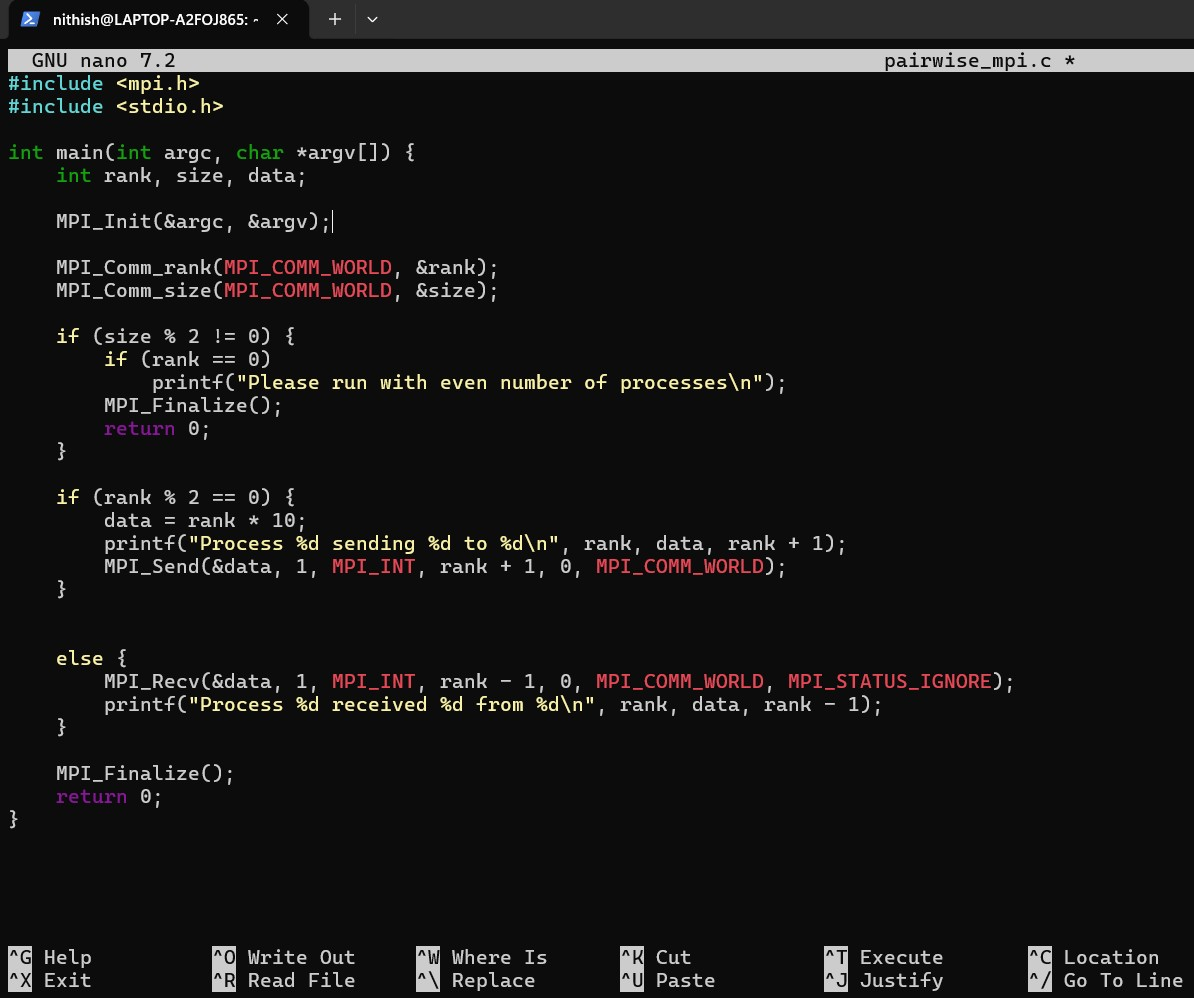 nithish@LAPTOP-A2FOJ865: ~
GNU nano 7.2 pairwise_mpi.c *
#include <mpi.h>
#include <stdio.h>

int main(int argc, char *argv[]) {
    int rank, size, data;

    MPI_Init(&argc, &argv);

    MPI_Comm_rank(MPI_COMM_WORLD, &rank);
    MPI_Comm_size(MPI_COMM_WORLD, &size);

    if (size % 2 != 0) {
        if (rank == 0)
            printf("Please run with even number of processes\n");
        MPI_Finalize();
        return 0;
    }

    if (rank % 2 == 0) {
        data = rank * 10;
        printf("Process %d sending %d to %d\n", rank, data, rank + 1);
        MPI_Send(&data, 1, MPI_INT, rank + 1, 0, MPI_COMM_WORLD);
    }

    else {
        MPI_Recv(&data, 1, MPI_INT, rank - 1, 0, MPI_COMM_WORLD, MPI_STATUS_IGNORE);
        printf("Process %d received %d from %d\n", rank, data, rank - 1);
    }

    MPI_Finalize();
    return 0;
}

^G Help ^O Write Out ^W Where Is ^K Cut ^T Execute ^C Location
^X Exit ^R Read File ^\ Replace ^U Paste ^J Justify ^/ Go To Line